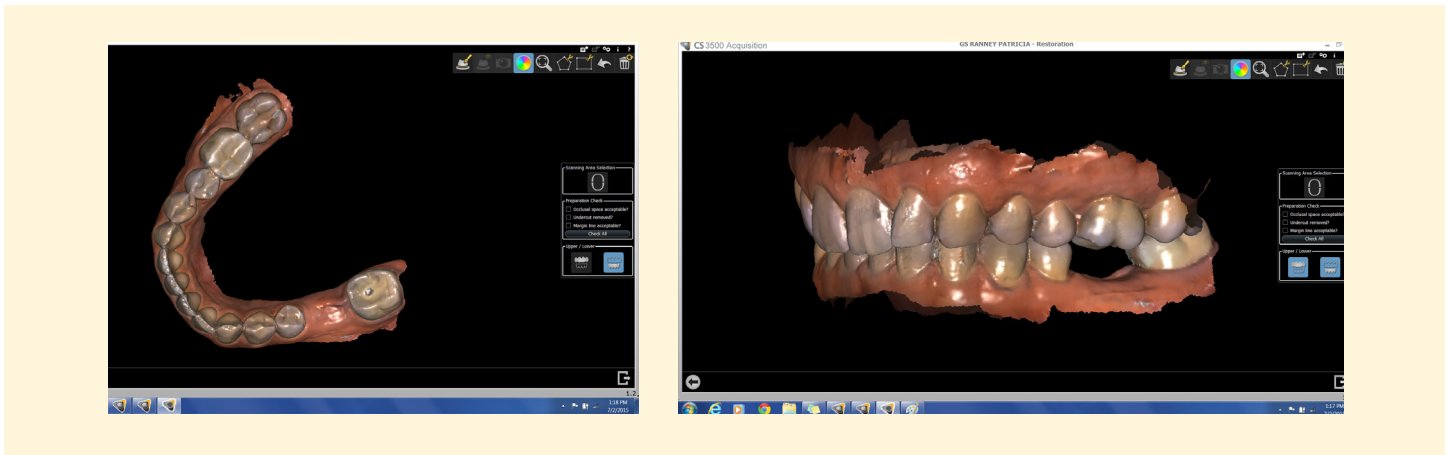 Scanning Area Selection
Preparation Check
Occlusal space acceptable?
Undercut removed?
Margin line acceptable?
Check All
Upper / Lower
1.2
1:18 PM
7/2/2015
CS 3500 Acquisition
GS RANNEY PATRICIA - Restoration
Scanning Area Selection
Preparation Check
Occlusal space acceptable?
Undercut removed?
Margin line acceptable?
Check All
Upper / Lower
1:17 PM